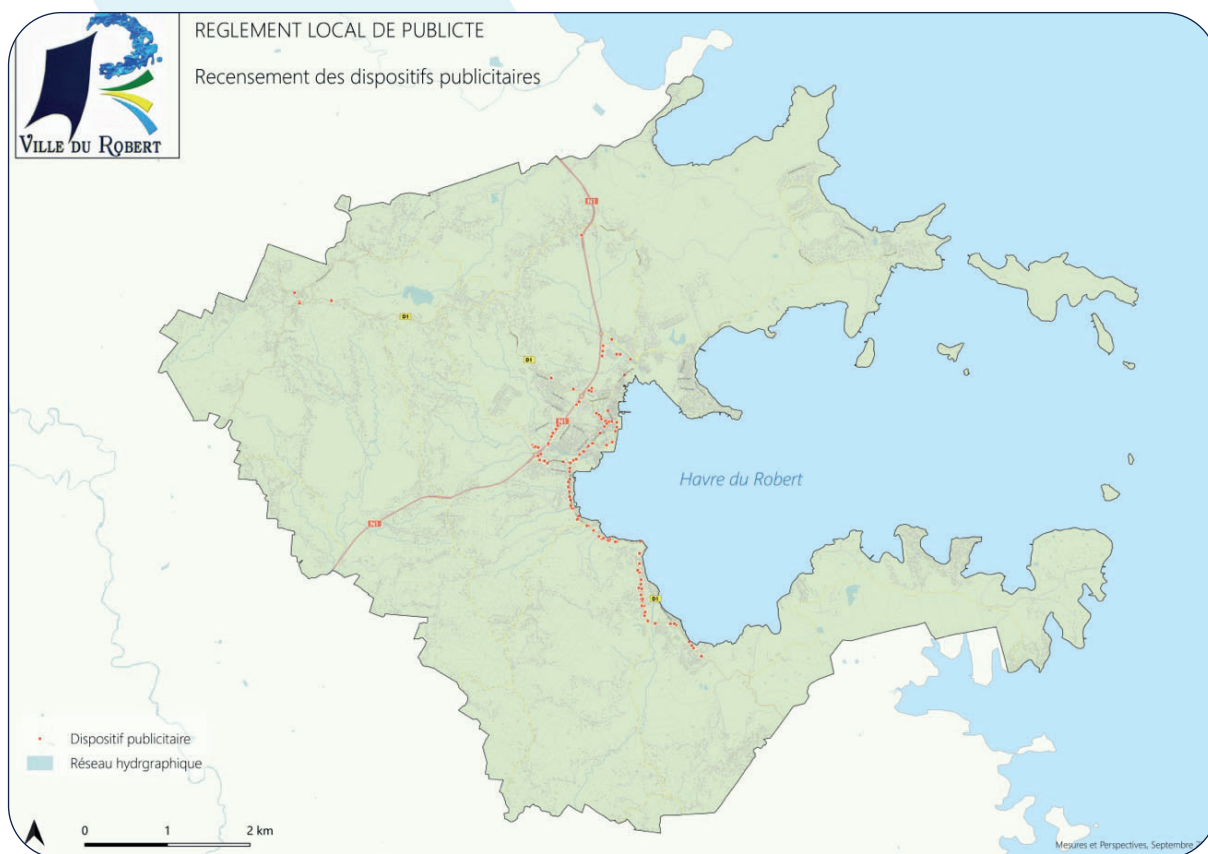 REGLEMENT LOCAL DE PUBLICTE
Recensement des dispositifs publicitaires
VILLE DU ROBERT
N1
D1
D1
N1
Havre du Robert
N1
D1
Dispositif publicitaire
Réseau hydrgraphique
0 1 2 km
Mesures et Perspectives, Septembre 2